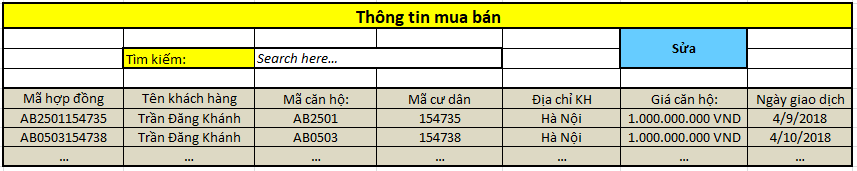 Thông tin mua bán
Sửa
Tìm kiếm: Search here...
Mã hợp đồng Tên khách hàng Mã căn hộ: Mã cư dân Địa chỉ KH Giá căn hộ: Ngày giao dịch
AB2501154735 Trần Đăng Khánh AB2501 154735 Hà Nội 1.000.000.000 VND 4/9/2018
AB0503154738 Trần Đăng Khánh AB0503 154738 Hà Nội 1.000.000.000 VND 4/10/2018
... ... ... ... ... ... ...